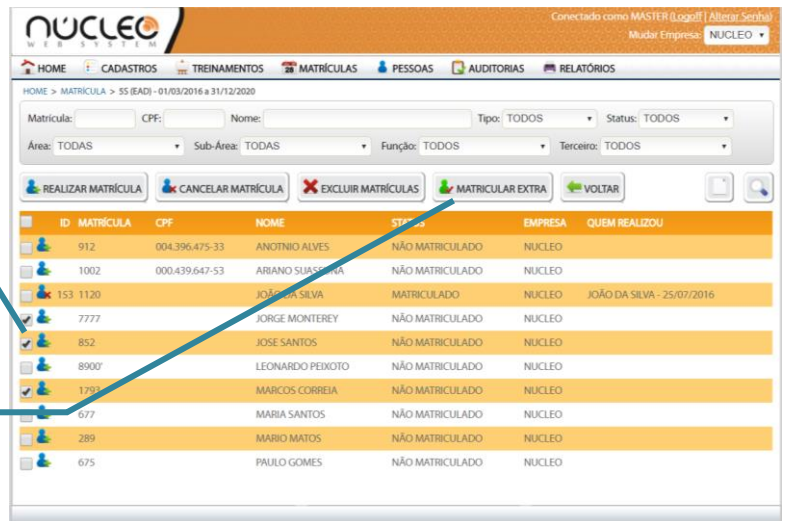 Conectado como MASTER (Logoff | Alterar Senha)
NÚCLEO
WEB SYSTEM
Mudar Empresa: NUCLEO
HOME CADASTROS TREINAMENTOS MATRÍCULAS PESSOAS AUDITORIAS RELATÓRIOS
HOME > MATRÍCULA > 5S (EAD) - 01/03/2016 a 31/12/2020
Matrícula: CPF: Nome: Tipo: TODOS Status: TODOS
Área: TODAS Sub-Área: TODAS Função: TODOS Terceiro: TODOS
REALIZAR MATRÍCULA CANCELAR MATRÍCULA EXCLUIR MATRÍCULAS MATRICULAR EXTRA VOLTAR
ID MATRÍCULA CPF NOME STATUS EMPRESA QUEM REALIZOU
912 004.396.475-33 ANOTNIO ALVES NÃO MATRICULADO NUCLEO
1002 000.439.647-53 ARIANO SUASSUNA NÃO MATRICULADO NUCLEO
153 1120 JOÃO DA SILVA MATRICULADO NUCLEO JOÃO DA SILVA - 25/07/2016
7777 JORGE MONTEREY NÃO MATRICULADO NUCLEO
852 JOSE SANTOS NÃO MATRICULADO NUCLEO
8900' LEONARDO PEIXOTO NÃO MATRICULADO NUCLEO
1793 MARCOS CORREIA NÃO MATRICULADO NUCLEO
677 MARIA SANTOS NÃO MATRICULADO NUCLEO
289 MARIO MATOS NÃO MATRICULADO NUCLEO
675 PAULO GOMES NÃO MATRICULADO NUCLEO